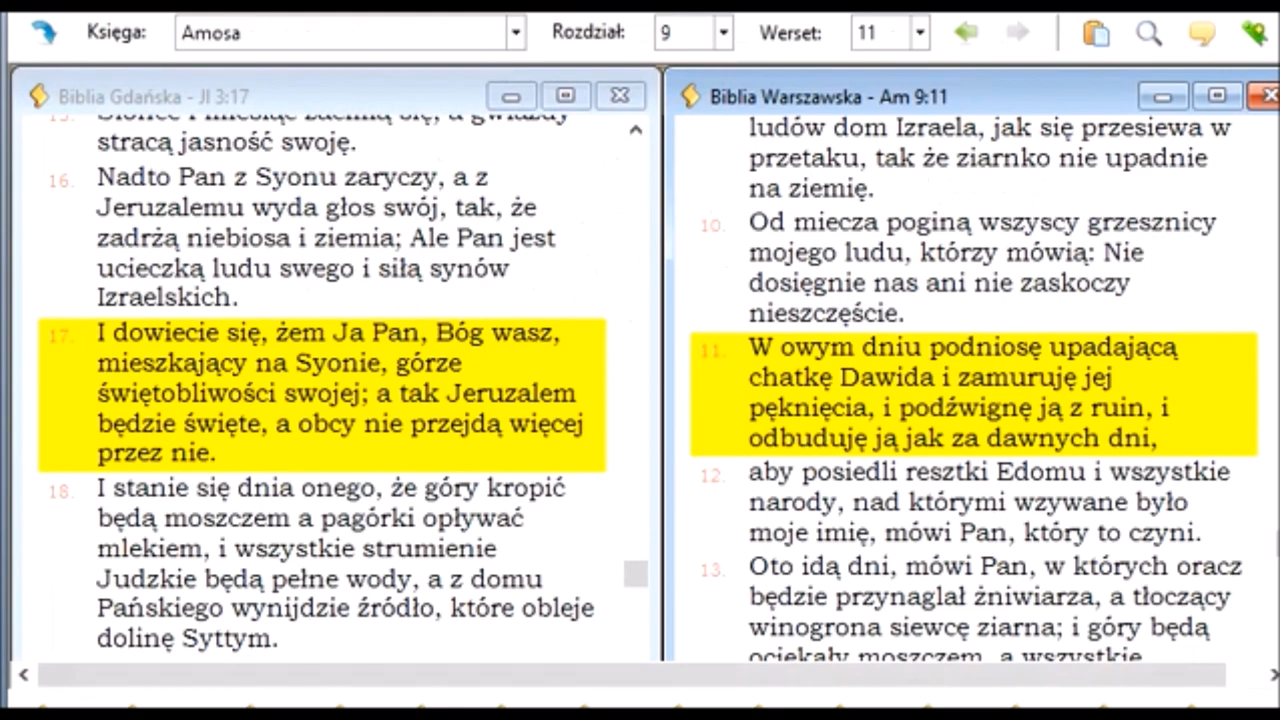 Księga: Amosa Rozdział: 9 Werset: 11
Biblia Gdańska - Jl 3:17
stracą jasność swoję.
16. Nadto Pan z Syonu zaryczy, a z
Jeruzalemu wyda głos swój, tak, że
zadrżą niebiosa i ziemia; Ale Pan jest
ucieczką ludu swego i siłą synów
Izraelskich.
17. I dowiecie się, żem Ja Pan, Bóg wasz,
mieszkający na Syonie, górze
świętobliwości swojej; a tak Jeruzalem
będzie święte, a obcy nie przejdą więcej
przez nie.
18. I stanie się dnia onego, że góry kropić
będą moszczem a pagórki opływać
mlekiem, i wszystkie strumienie
Judzkie będą pełne wody, a z domu
Pańskiego wynijdzie źródło, które obleje
dolinę Syttym.
Biblia Warszawska - Am 9:11
ludów dom Izraela, jak się przesiewa w
przetaku, tak że ziarnko nie upadnie
na ziemię.
10. Od miecza poginą wszyscy grzesznicy
mojego ludu, którzy mówią: Nie
dosięgnie nas ani nie zaskoczy
nieszczęście.
11. W owym dniu podniosę upadającą
chatkę Dawida i zamuruję jej
pęknięcia, i podźwignę ją z ruin, i
odbuduję ją jak za dawnych dni,
12. aby posiedli resztki Edomu i wszystkie
narody, nad którymi wzywane było
moje imię, mówi Pan, który to czyni.
13. Oto idą dni, mówi Pan, w których oracz
będzie przynaglał żniwiarza, a tłoczący
winogrona siewcę ziarna; i góry będą
ociekały moszczem, a wszystkie